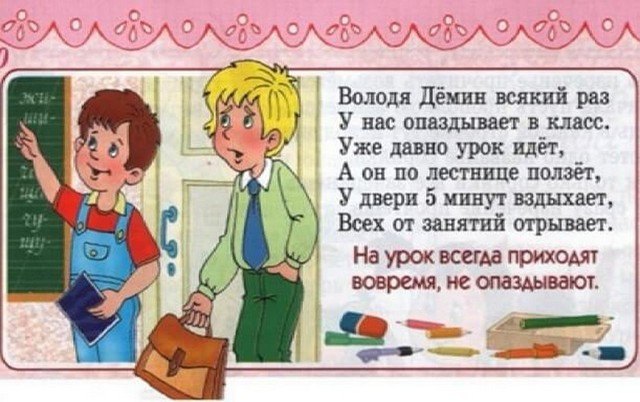 жи-
ши-
ча-
ща-
чу-
щу-
Володя Дёмин всякий раз
У нас опаздывает в класс.
Уже давно урок идёт,
А он по лестнице ползёт,
У двери 5 минут вздыхает,
Всех от занятий отрывает.
На урок всегда приходят
вовремя, не опаздывают.